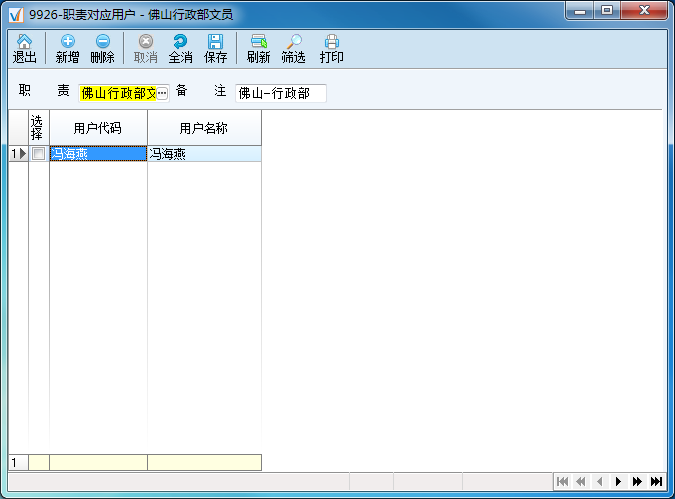 9926-职责对应用户 - 佛山行政部文员
退出 新增 删除 取消 全消 保存 刷新 筛选 打印
职 责 佛山行政部文 备 注 佛山-行政部
选择 用户代码 用户名称
1 冯海燕 冯海燕
1